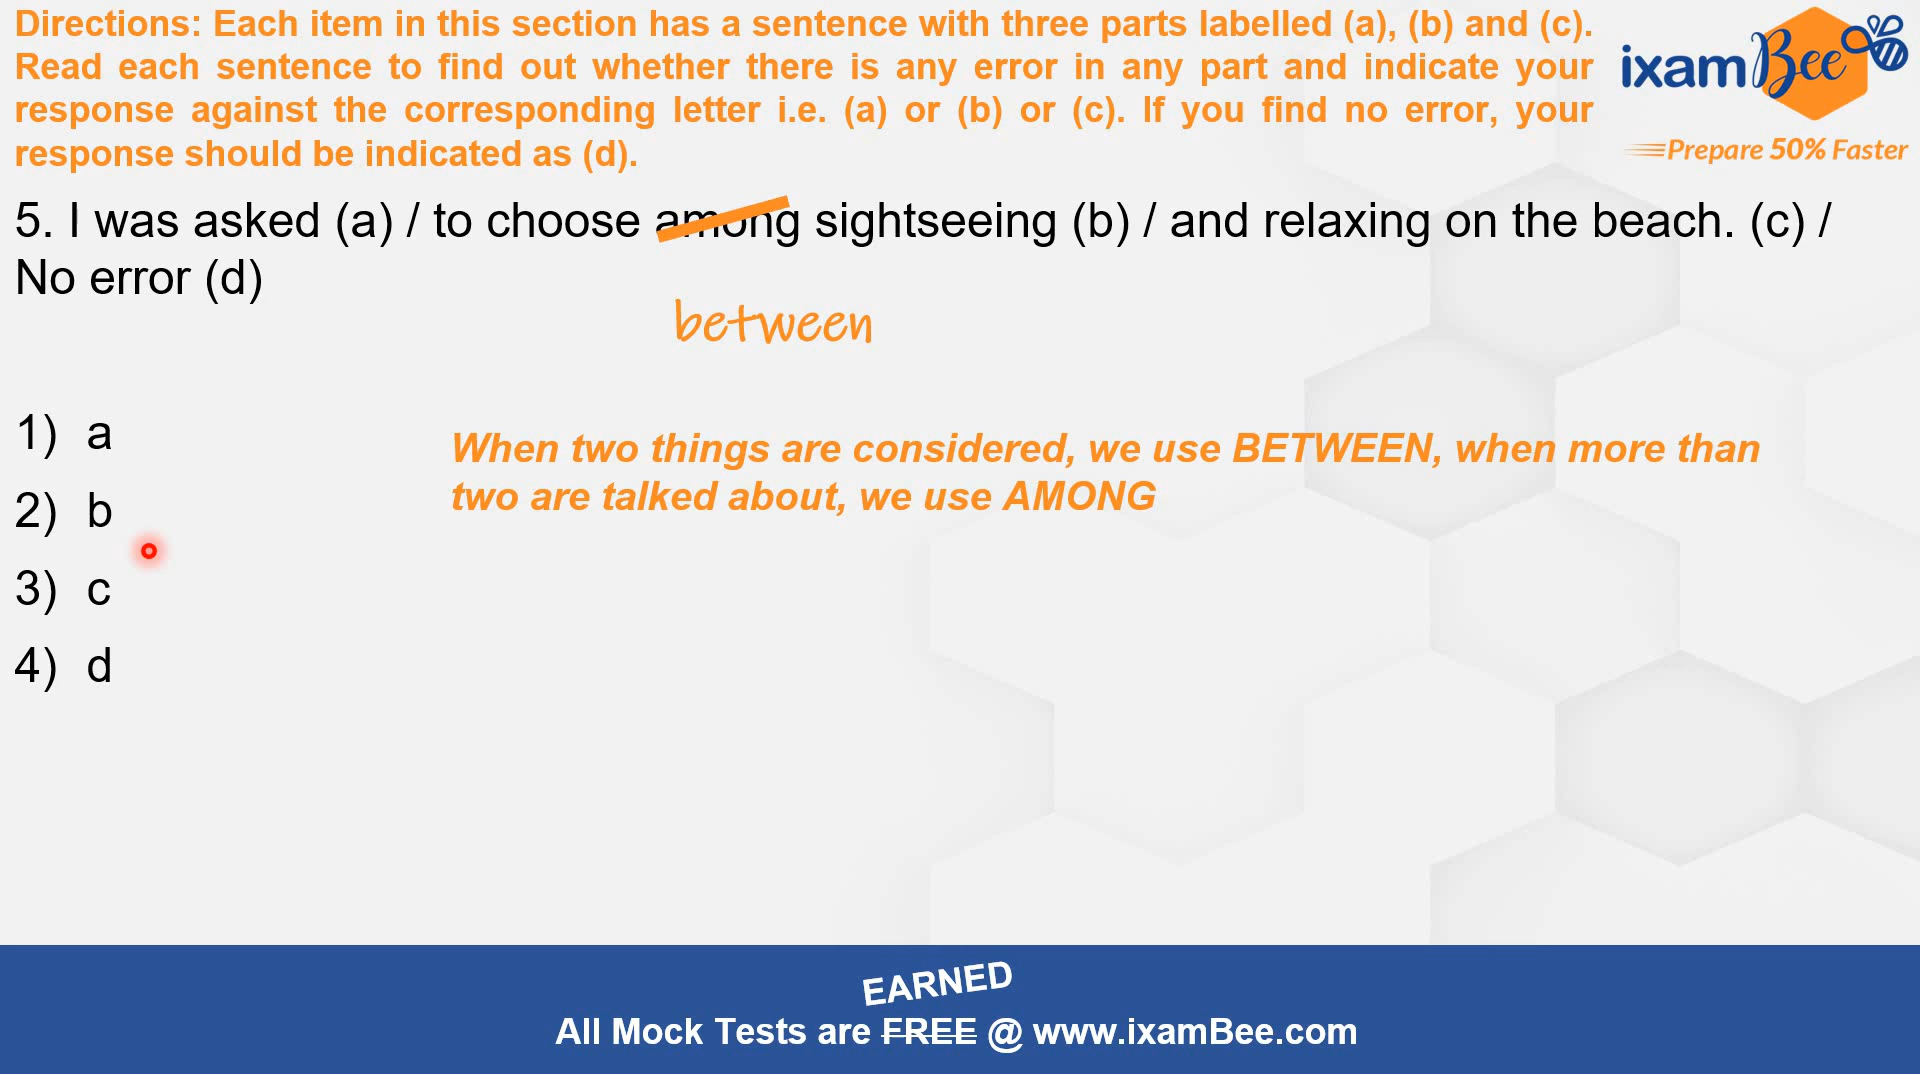 Directions: Each item in this section has a sentence with three parts labelled (a), (b) and (c).
Read each sentence to find out whether there is any error in any part and indicate your
response against the corresponding letter i.e. (a) or (b) or (c). If you find no error, your
response should be indicated as (d).
ixamBee
Prepare 50% Faster
5. I was asked (a) / to choose among sightseeing (b) / and relaxing on the beach. (c) /
No error (d)
between
1) a
2) b
3) c
4) d
When two things are considered, we use BETWEEN, when more than
two are talked about, we use AMONG
EARNED
All Mock Tests are FREE @ www.ixamBee.com